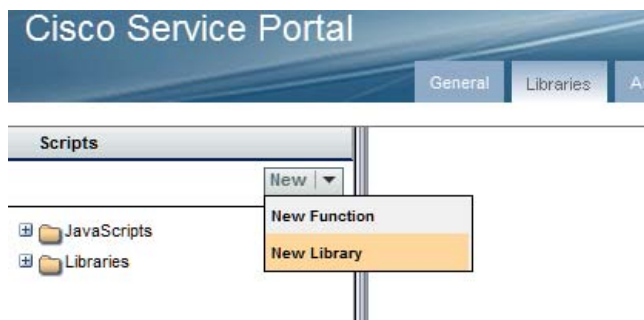 Cisco Service Portal
General
Libraries
Scripts
New
New Function
New Library
JavaScripts
Libraries